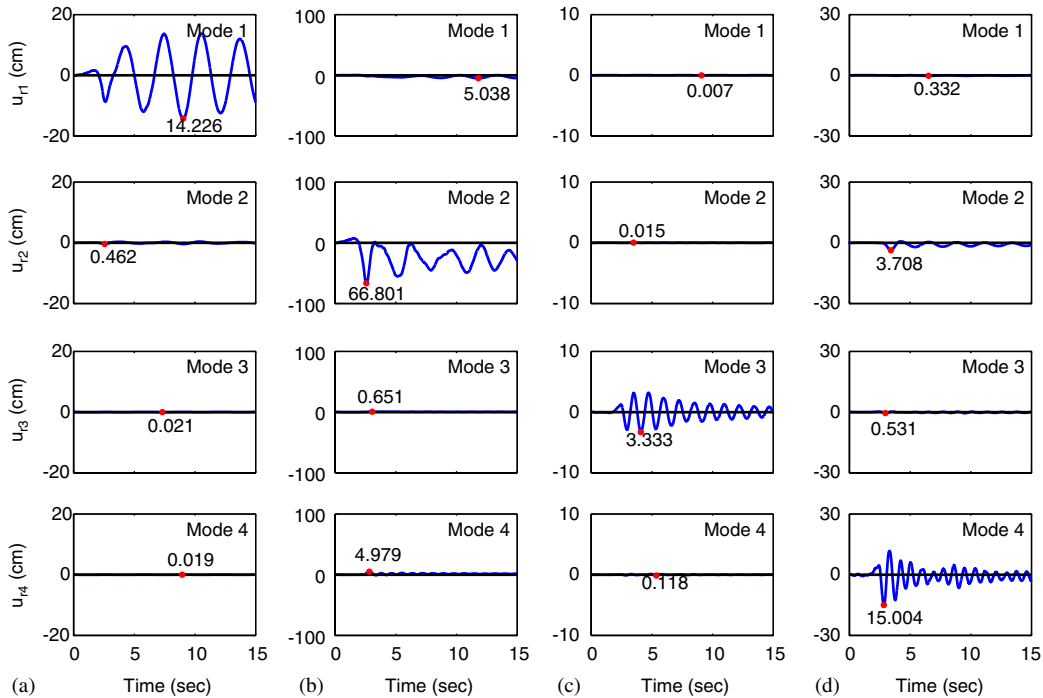 20 Mode 1 100 Mode 1 10 Mode 1 30 Mode 1
u_r1 (cm) 0 0 0 0
14.226 5.038 0.007 0.332
-20 -100 -10 -30
20 Mode 2 100 Mode 2 10 Mode 2 30 Mode 2
u_r2 (cm) 0 0 0 0
0.462 66.801 0.015 3.708
-20 -100 -10 -30
20 Mode 3 100 Mode 3 10 Mode 3 30 Mode 3
u_r3 (cm) 0 0 0 0
0.021 0.651 3.333 0.531
-20 -100 -10 -30
20 Mode 4 100 Mode 4 10 Mode 4 30 Mode 4
u_r4 (cm) 0 0 0 0
0.019 4.979 0.118 15.004
-20 -100 -10 -30
0 5 10 15 0 5 10 15 0 5 10 15 0 5 10 15
(a) Time (sec) (b) Time (sec) (c) Time (sec) (d) Time (sec)